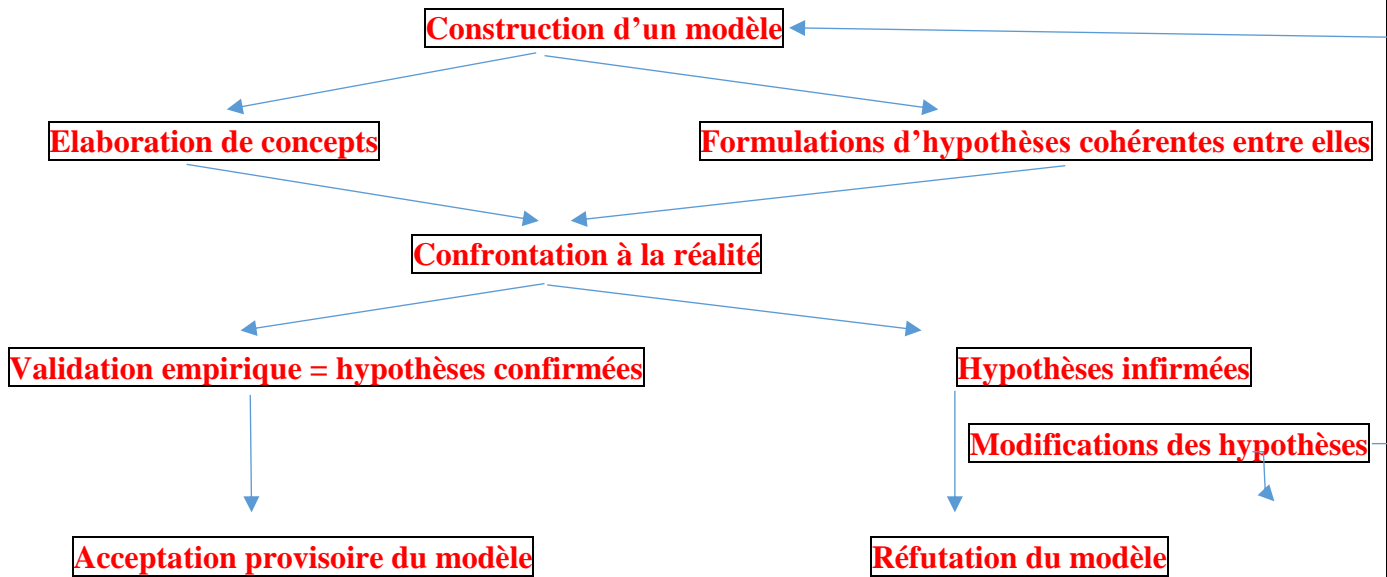 Construction d’un modèle
Elaboration de concepts
Formulations d’hypothèses cohérentes entre elles
Confrontation à la réalité
Validation empirique = hypothèses confirmées
Hypothèses infirmées
Modifications des hypothèses
Acceptation provisoire du modèle
Réfutation du modèle